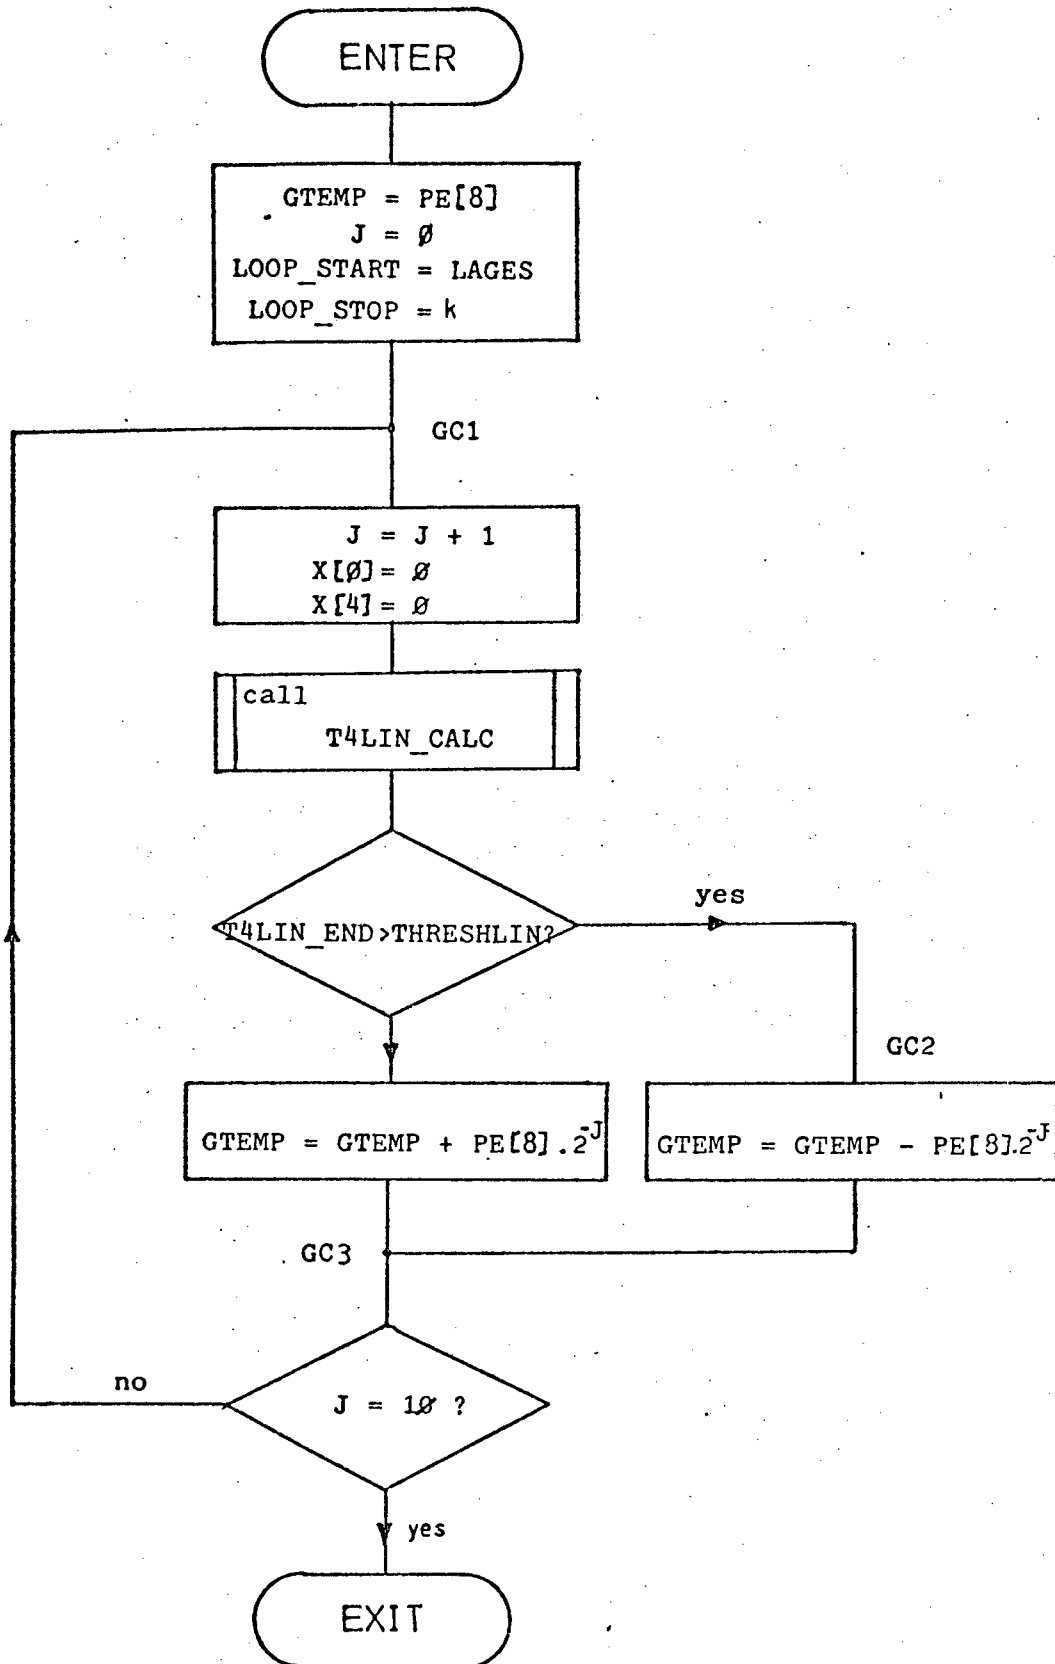 ENTER
GTEMP = PE[8]
J = Ø
LOOP_START = LAGES
LOOP_STOP = k
GC1
J = J + 1
X[Ø]= Ø
X[4]= Ø
call
T4LIN_CALC
T4LIN_END>THRESHLIN?
yes
GC2
GTEMP = GTEMP + PE[8].2^-J
GTEMP = GTEMP - PE[8].2^-J
GC3
J = 1Ø ?
no
yes
EXIT